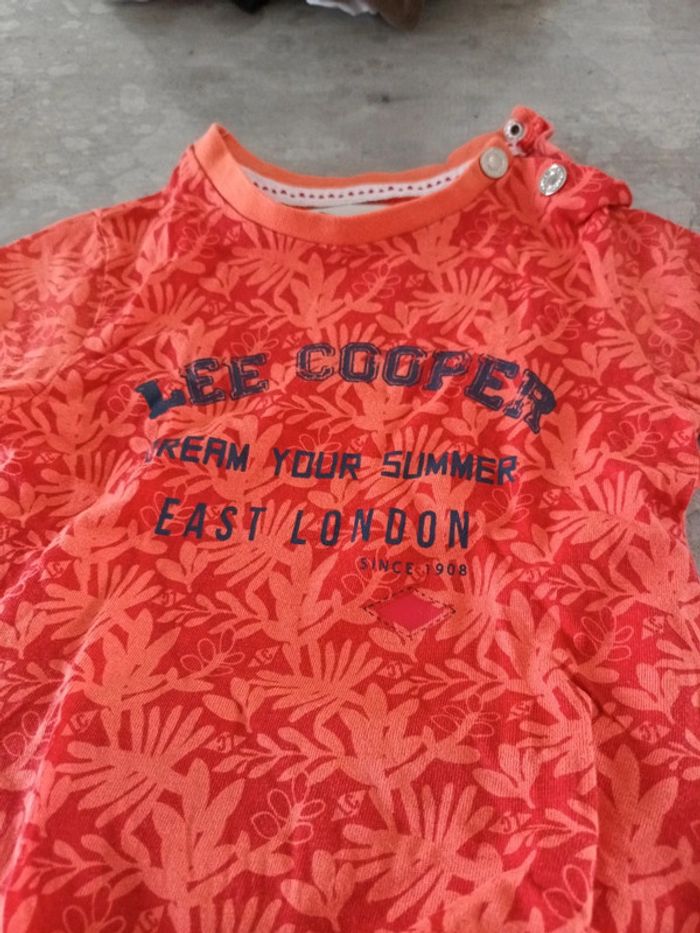 LEE COOPER
DREAM YOUR SUMMER
EAST LONDON
SINCE 1908